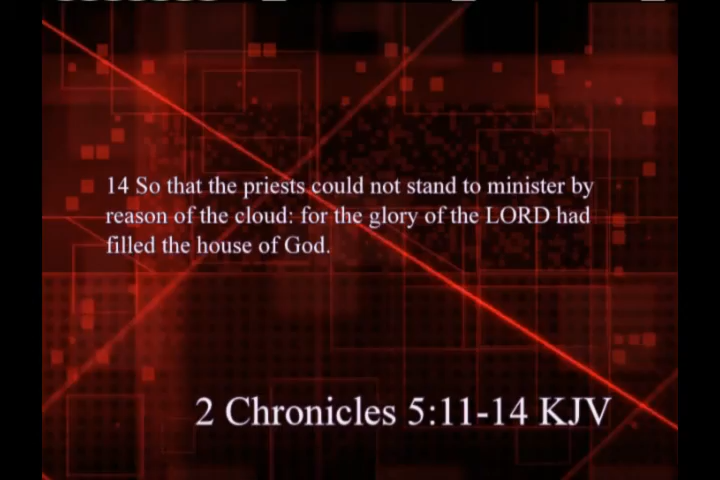 14 So that the priests could not stand to minister by
reason of the cloud: for the glory of the LORD had
filled the house of God.
2 Chronicles 5:11-14 KJV